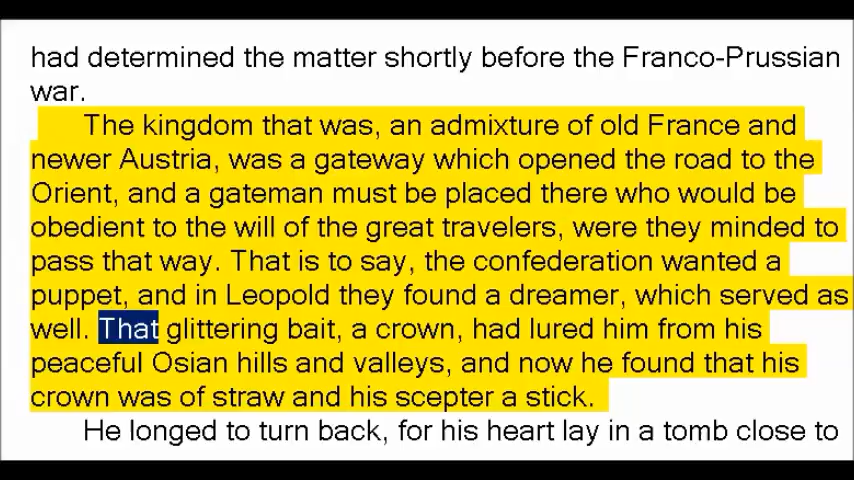 had determined the matter shortly before the Franco-Prussian
war.
The kingdom that was, an admixture of old France and
newer Austria, was a gateway which opened the road to the
Orient, and a gateman must be placed there who would be
obedient to the will of the great travelers, were they minded to
pass that way. That is to say, the confederation wanted a
puppet, and in Leopold they found a dreamer, which served as
well. That glittering bait, a crown, had lured him from his
peaceful Osian hills and valleys, and now he found that his
crown was of straw and his scepter a stick.
He longed to turn back, for his heart lay in a tomb close to